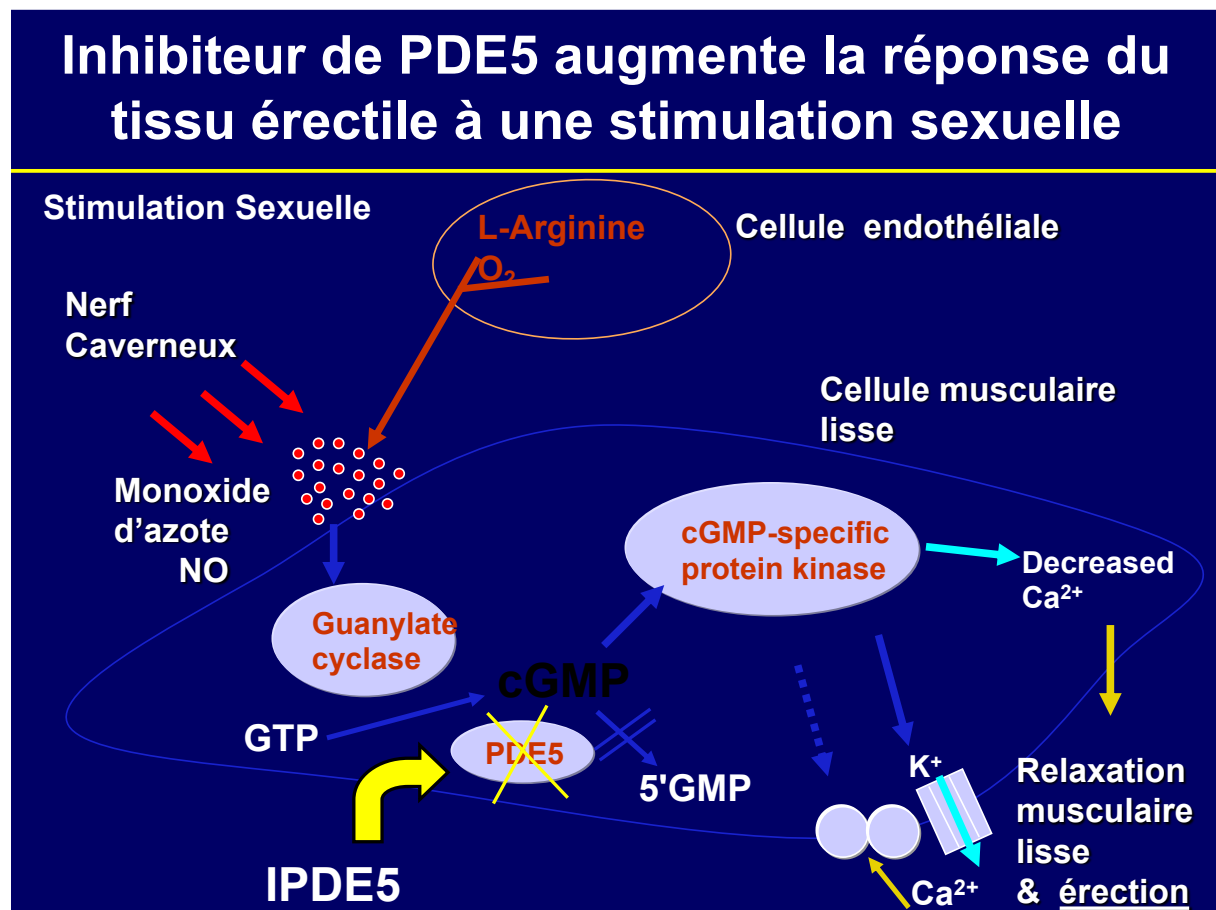 Inhibiteur de PDE5 augmente la réponse du
tissu érectile à une stimulation sexuelle
Stimulation Sexuelle
L-Arginine
O₂
Cellule endothéliale
Nerf
Caverneux
Cellule musculaire
lisse
Monoxide
d’azote
NO
cGMP-specific
protein kinase
Decreased
Ca²⁺
Guanylate
cyclase
cGMP
GTP
PDE5
5'GMP
K⁺
Relaxation
musculaire
lisse
& érection
IPDE5
Ca²⁺